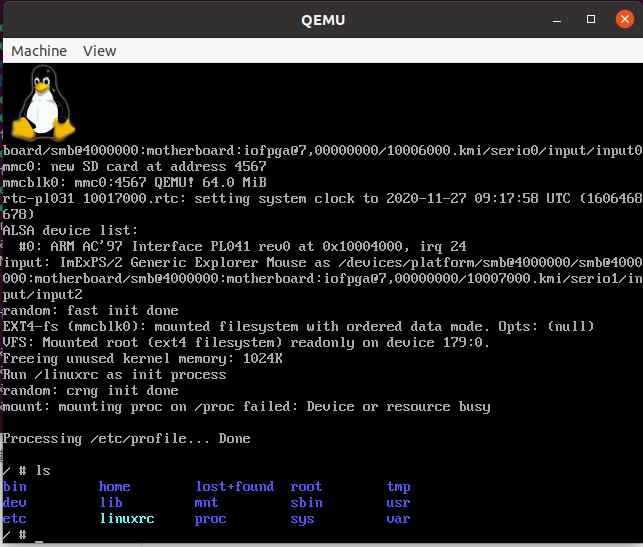 QEMU
Machine View
board/smb@4000000:motherboard:iofpga@7,00000000/10006000.kmi/serio0/input/input0
mmc0: new SD card at address 4567
mmcblk0: mmc0:4567 QEMU! 64.0 MiB
rtc-pl031 10017000.rtc: setting system clock to 2020-11-27 09:17:58 UTC (1606468
678)
ALSA device list:
  #0: ARM AC'97 Interface PL041 rev0 at 0x10004000, irq 24
input: ImExPS/2 Generic Explorer Mouse as /devices/platform/smb@4000000/smb@4000
000:motherboard/smb@4000000:motherboard:iofpga@7,00000000/10007000.kmi/serio1/in
put/input2
random: fast init done
EXT4-fs (mmcblk0): mounted filesystem with ordered data mode. Opts: (null)
VFS: Mounted root (ext4 filesystem) readonly on device 179:0.
Freeing unused kernel memory: 1024K
Run /linuxrc as init process
random: crng init done
mount: mounting proc on /proc failed: Device or resource busy
Processing /etc/profile... Done
/ # ls
bin home lost+found root tmp
dev lib mnt sbin usr
etc linuxrc proc sys var
/ # _